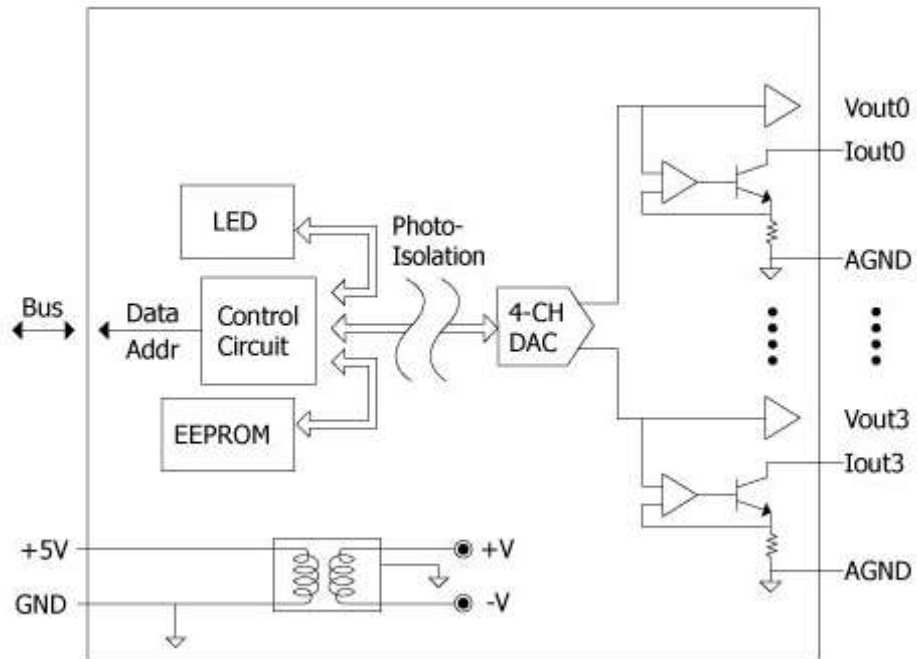 Vout0
Iout0
LED
Photo-
Isolation
AGND
Bus
Data
Addr
Control
Circuit
4-CH
DAC
EEPROM
Vout3
Iout3
+5V
+V
AGND
GND
-V